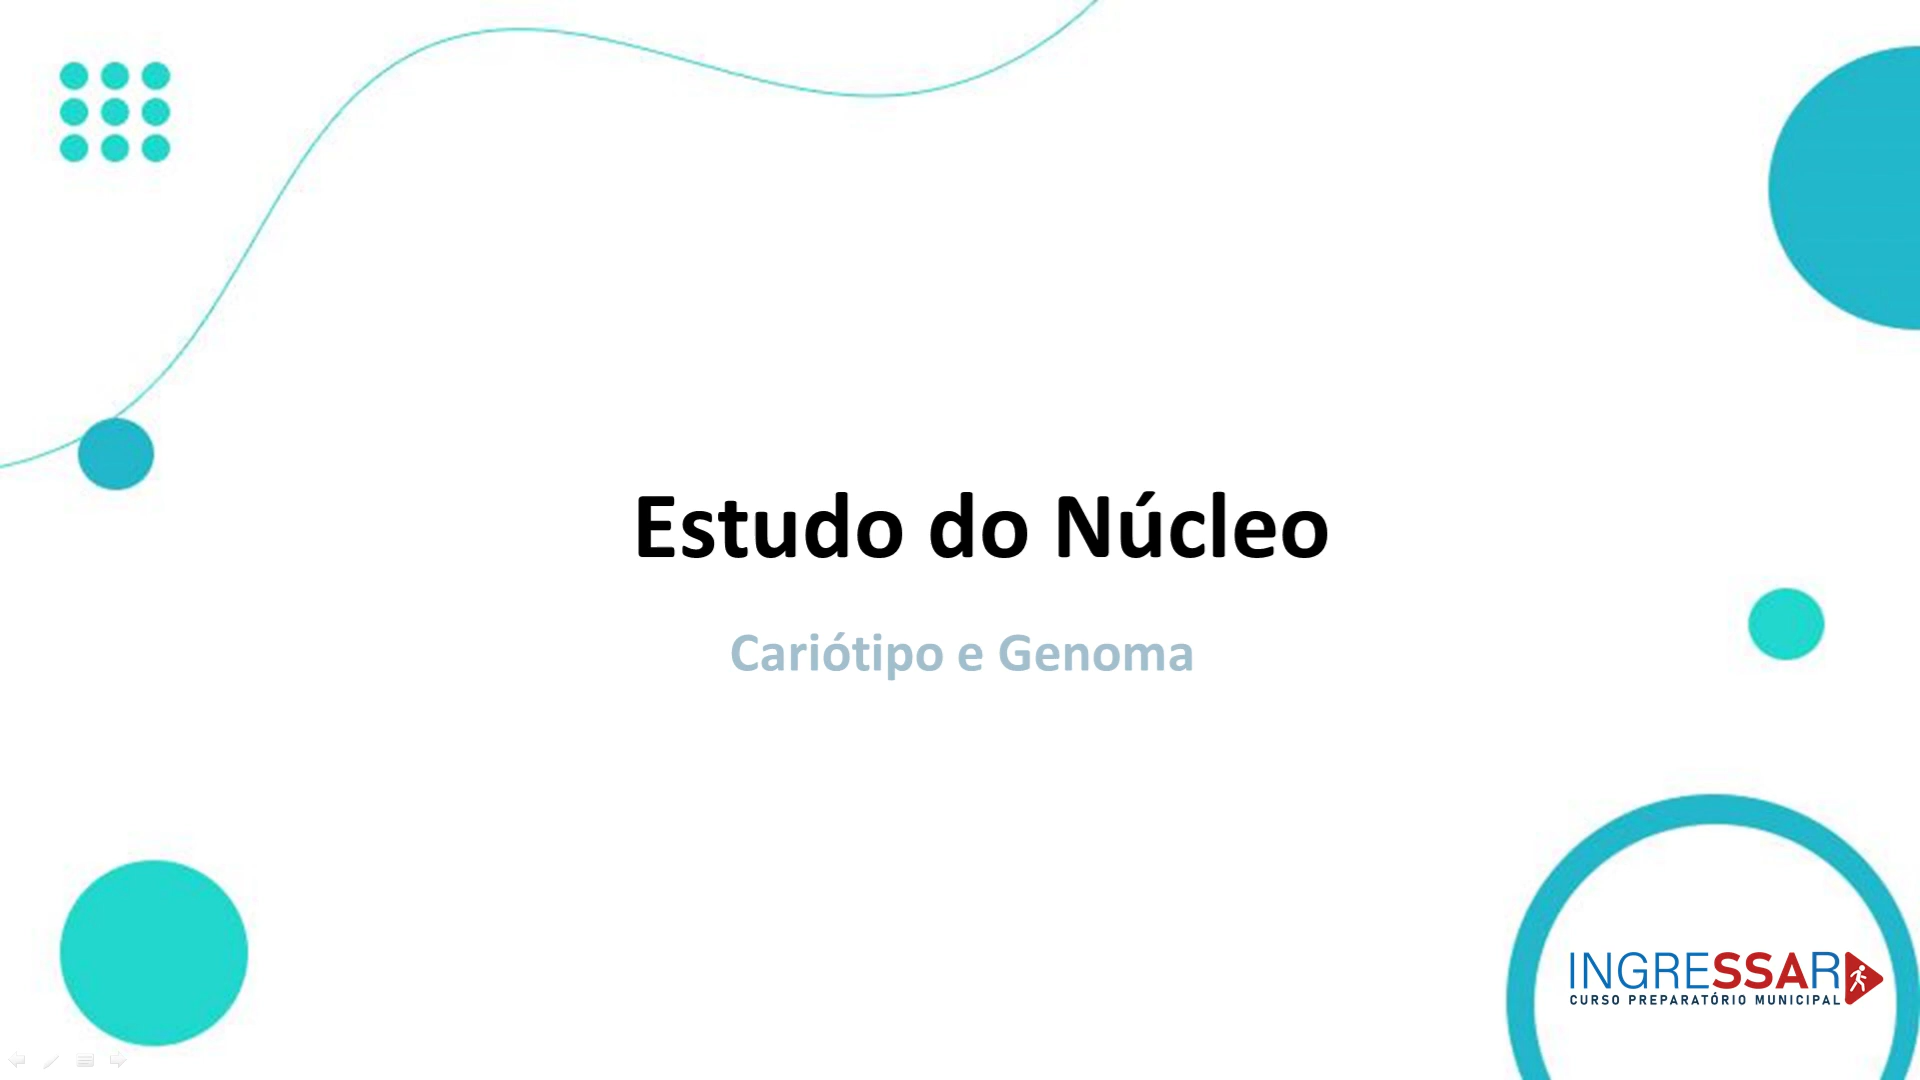 Estudo do Núcleo
Cariótipo e Genoma
INGRESSAR
CURSO PREPARATÓRIO MUNICIPAL